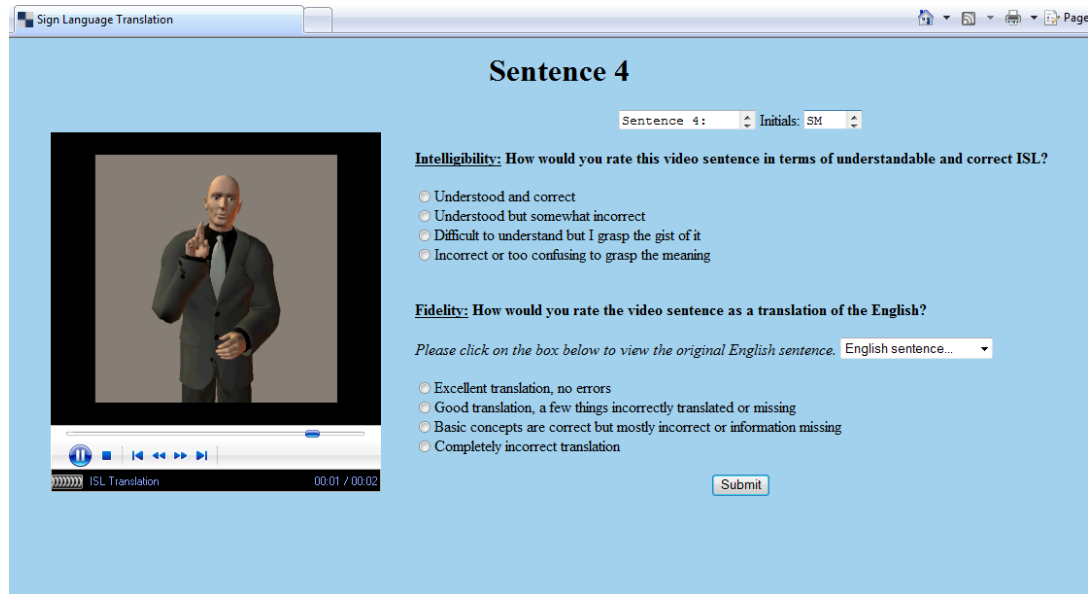 Sign Language Translation
Page
Sentence 4
Sentence 4:
Initials: SM
Intelligibility: How would you rate this video sentence in terms of understandable and correct ISL?
Understood and correct
Understood but somewhat incorrect
Difficult to understand but I grasp the gist of it
Incorrect or too confusing to grasp the meaning
Fidelity: How would you rate the video sentence as a translation of the English?
Please click on the box below to view the original English sentence. English sentence...
Excellent translation, no errors
Good translation, a few things incorrectly translated or missing
Basic concepts are correct but mostly incorrect or information missing
Completely incorrect translation
ISL Translation 00:01 / 00:02
Submit